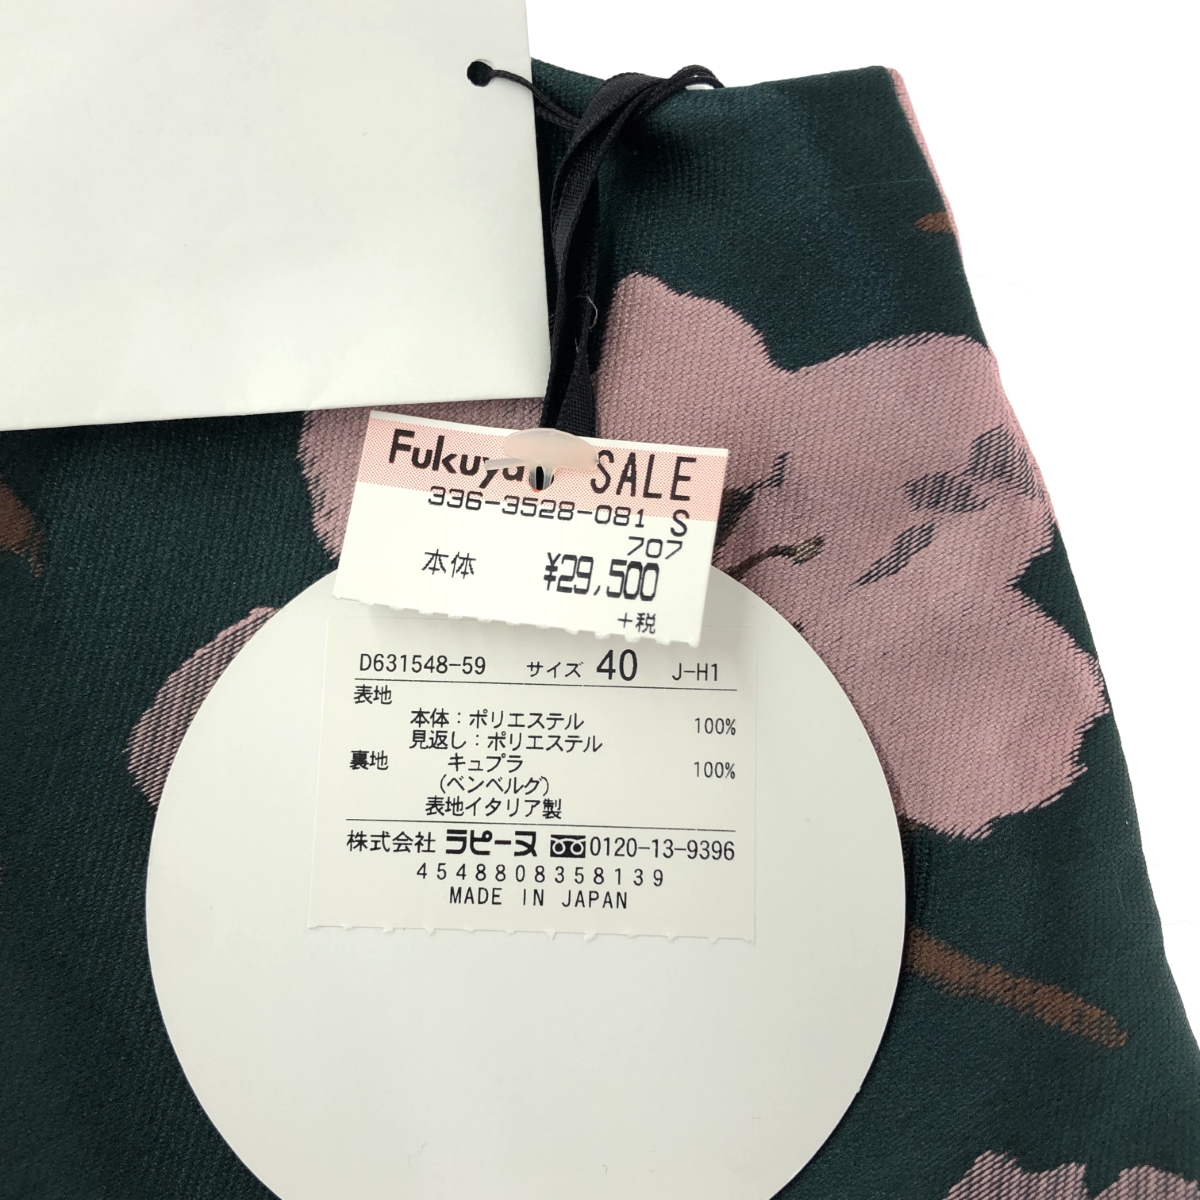 SALE
336-3528-081 S
707
本体 ¥29,500
+税
D631548-59 サイズ 40 J-H1
表地
本体：ポリエステル 100%
見返し：ポリエステル
裏地 キュプラ 100%
(ベンベルグ)
表地イタリア製
株式会社 ラピーヌ 0120-13-9396
4548808358139
MADE IN JAPAN